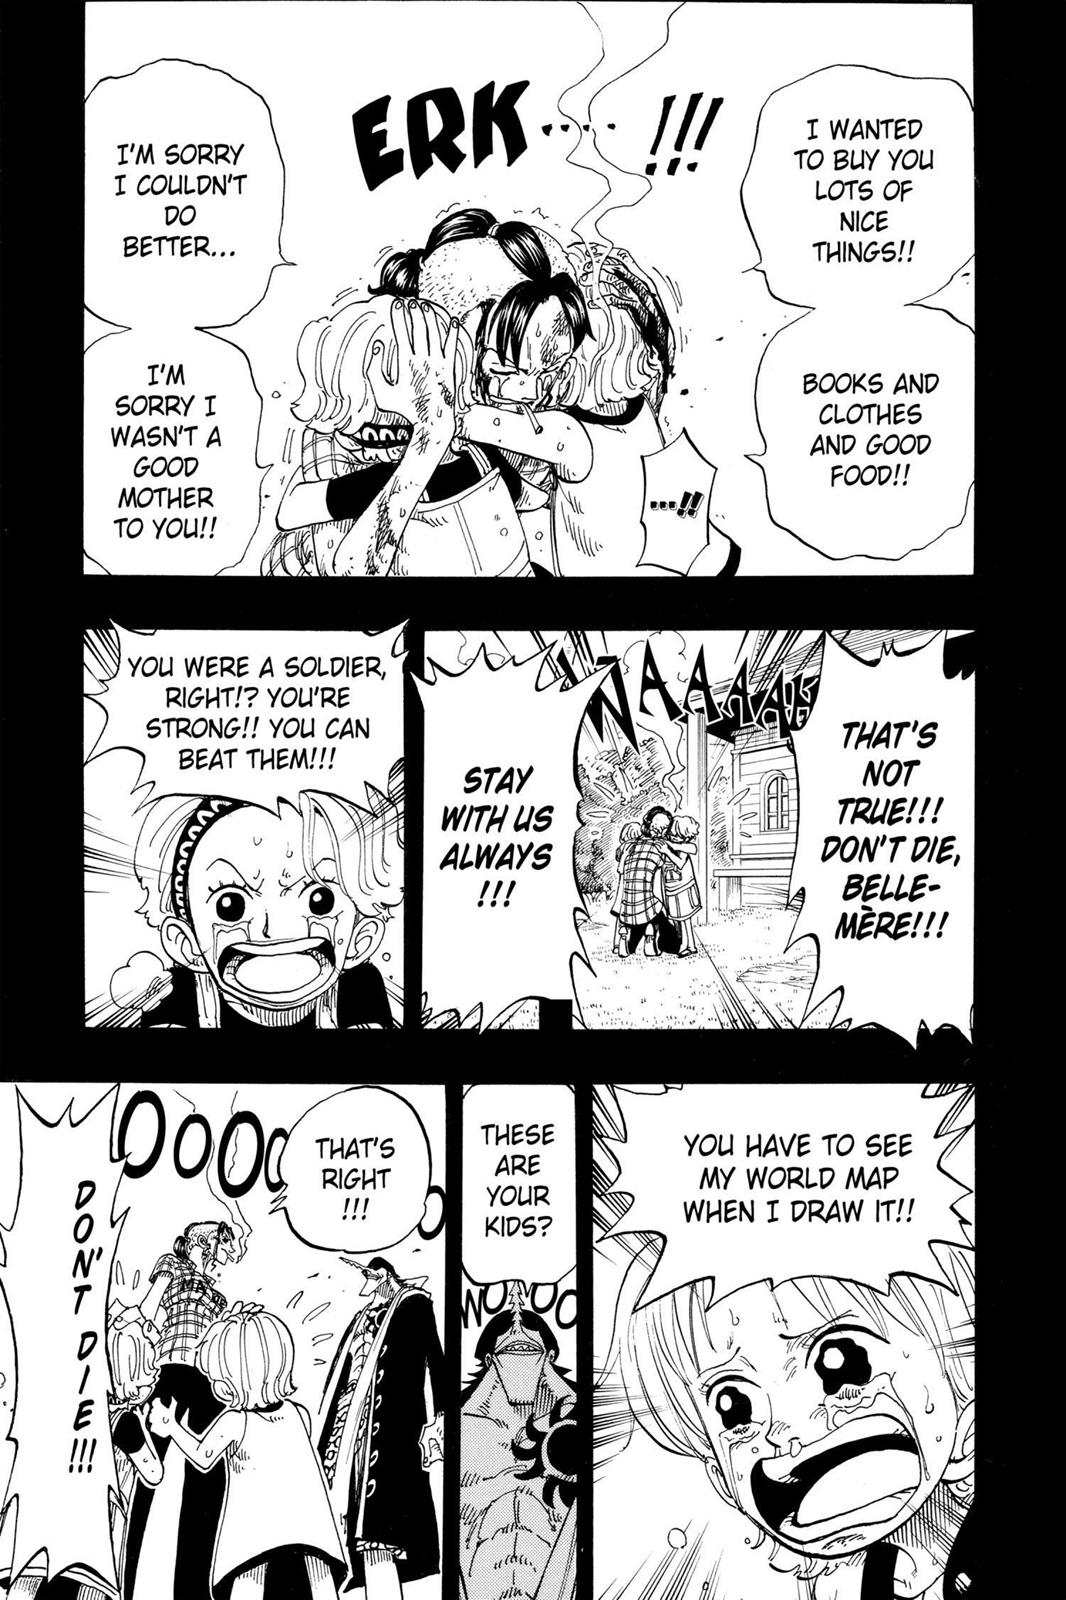 I WANTED
TO BUY YOU
LOTS OF
NICE
THINGS!!
BOOKS AND
CLOTHES
AND GOOD
FOOD!!
ERK....!!!
....!!
I'M SORRY
I COULDN'T
DO
BETTER...
I'M
SORRY I
WASN'T A
GOOD
MOTHER
TO YOU!!
THAT'S
NOT
TRUE!!!
DON'T DIE,
BELLE-
MÈRE!!!
WAAAAAH
STAY
WITH US
ALWAYS
!!!
YOU WERE A SOLDIER,
RIGHT!? YOU'RE
STRONG!! YOU CAN
BEAT THEM!!!
YOU HAVE TO SEE
MY WORLD MAP
WHEN I DRAW IT!!
THESE
ARE
YOUR
KIDS?
WOOO
OOOOO
THAT'S
RIGHT
!!!
DON'T DIE!!!